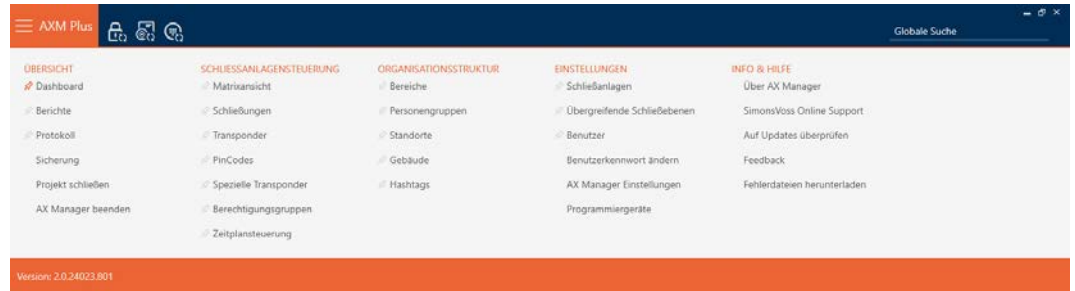 AXM Plus
Globale Suche
ÜBERSICHT
Dashboard
Berichte
Protokoll
Sicherung
Projekt schließen
AX Manager beenden
SCHLIESSANLAGENSTEUERUNG
Matrixansicht
Schließungen
Transponder
PinCodes
Spezielle Transponder
Berechtigungsgruppen
Zeitplansteuerung
ORGANISATIONSSTRUKTUR
Bereiche
Personengruppen
Standorte
Gebäude
Hashtags
EINSTELLUNGEN
Schließanlagen
Übergreifende Schließebenen
Benutzer
Benutzerkennwort ändern
AX Manager Einstellungen
Programmiergeräte
INFO & HILFE
Über AX Manager
SimonsVoss Online Support
Auf Updates überprüfen
Feedback
Fehlerdateien herunterladen
Version: 2.0.24023.801